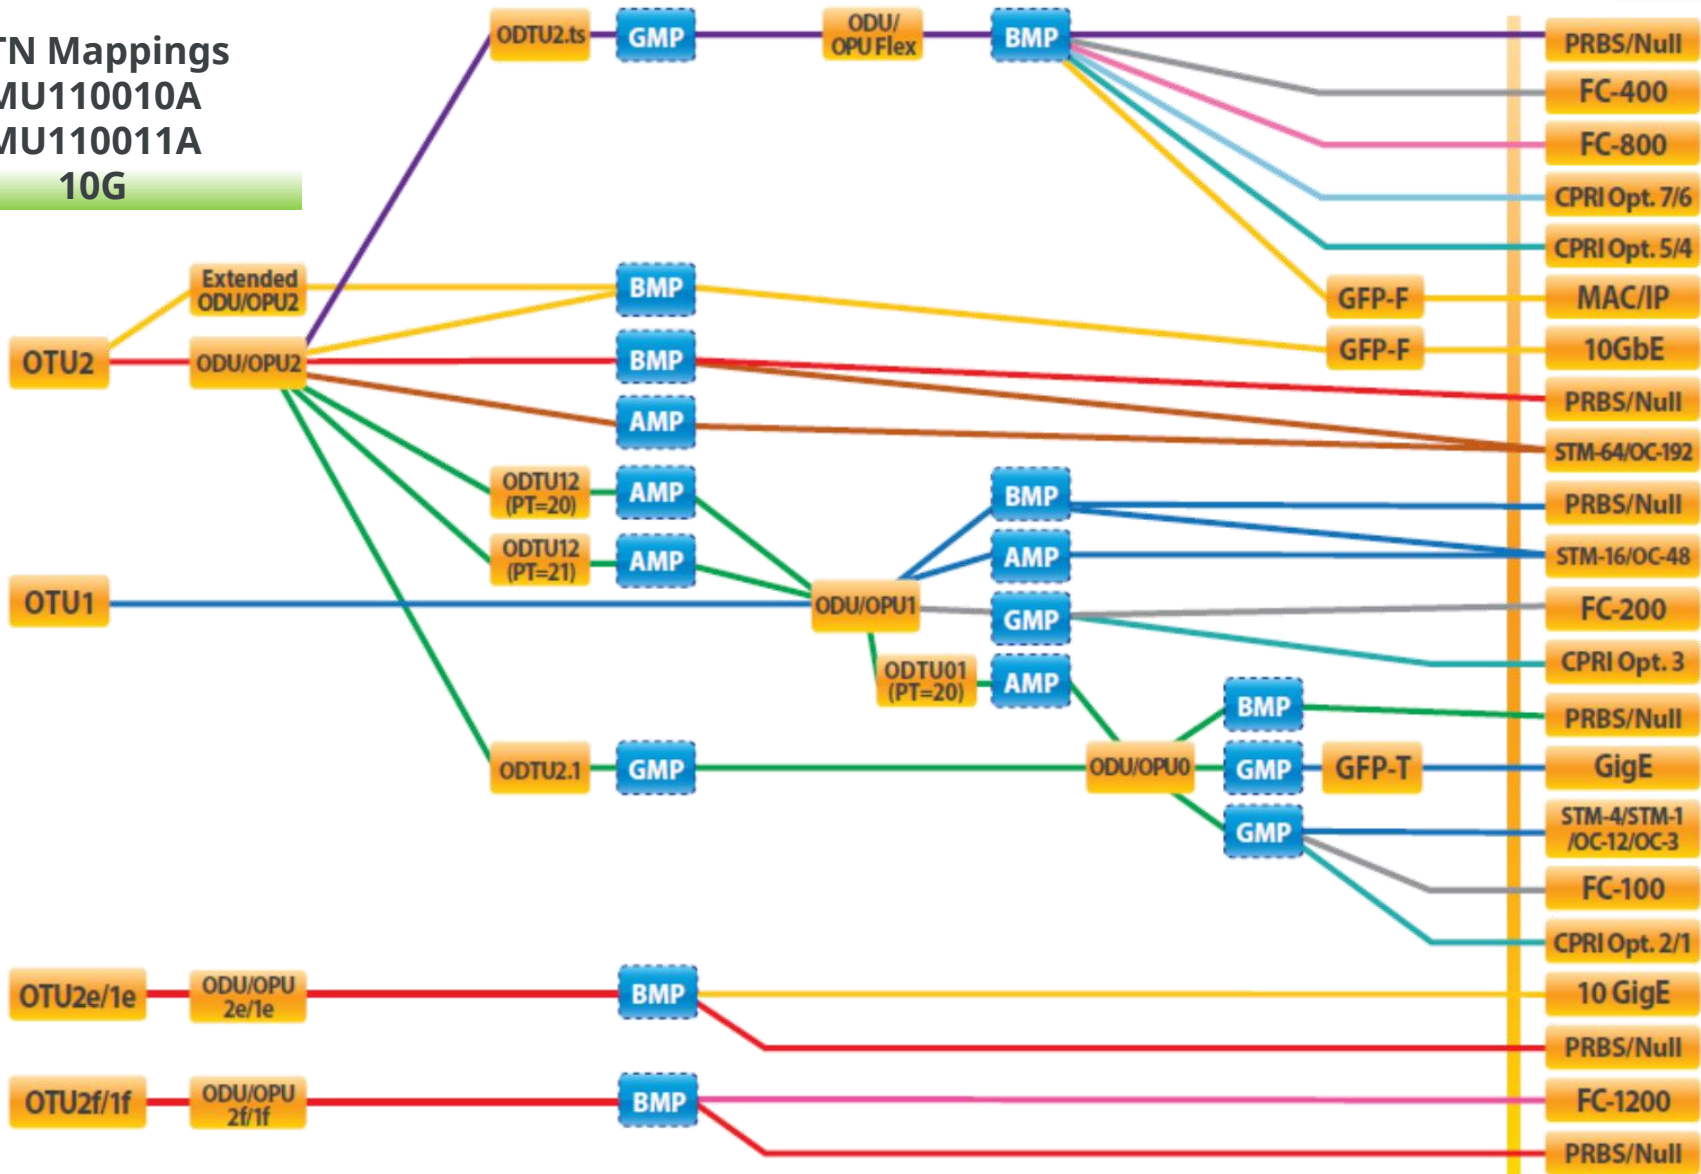 TN Mappings
MU110010A
MU110011A
10G
ODTU2.ts
GMP
ODU/
OPU Flex
BMP
PRBS/Null
FC-400
FC-800
CPRI Opt. 7/6
CPRI Opt. 5/4
GFP-F
MAC/IP
Extended
ODU/OPU2
BMP
GFP-F
10GbE
OTU2
ODU/OPU2
BMP
PRBS/Null
AMP
STM-64/OC-192
ODTU12
(PT=20)
AMP
BMP
PRBS/Null
ODTU12
(PT=21)
AMP
AMP
STM-16/OC-48
OTU1
ODU/OPU1
GMP
FC-200
CPRI Opt. 3
ODTU01
(PT=20)
AMP
BMP
PRBS/Null
ODTU2.1
GMP
ODU/OPU0
GMP
GFP-T
GigE
GMP
STM-4/STM-1
/OC-12/OC-3
FC-100
CPRI Opt. 2/1
OTU2e/1e
ODU/OPU
2e/1e
BMP
10 GigE
PRBS/Null
OTU2f/1f
ODU/OPU
2f/1f
BMP
FC-1200
PRBS/Null